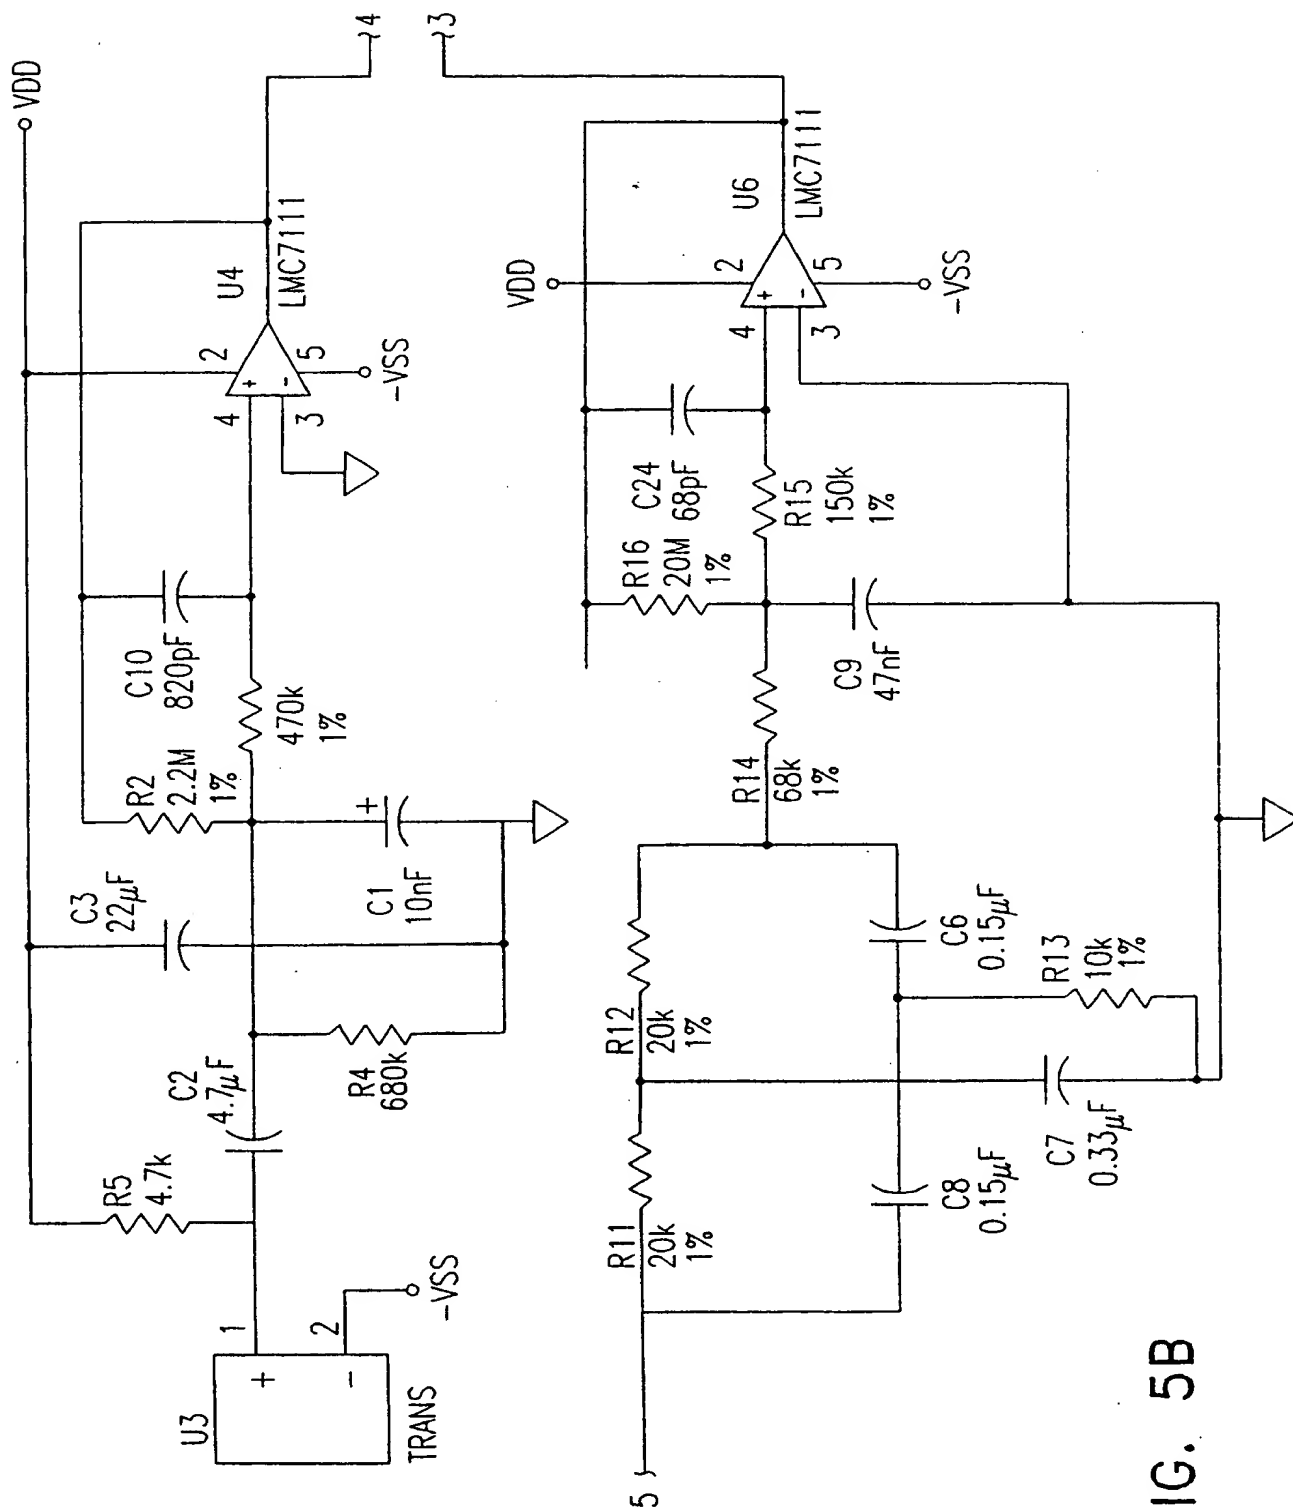 VDD
4
3
U4
LMC7111
2
5
4
3
+
-
-VSS
C10
820pF
470k
1%
R2
2.2M
1%
C3
22µF
+
C1
10nF
R4
680k
C2
4.7µF
R5
4.7k
U3
1
2
+
-
-VSS
TRANS
VDD
U6
LMC7111
2
5
4
3
+
-
-VSS
C24
68pF
R16
20M
1%
R15
150k
1%
C9
47nF
R14
68k
1%
R12
20k
1%
C6
0.15µF
R13
10k
1%
R11
20k
1%
C8
0.15µF
C7
0.33µF
5
IG. 5B